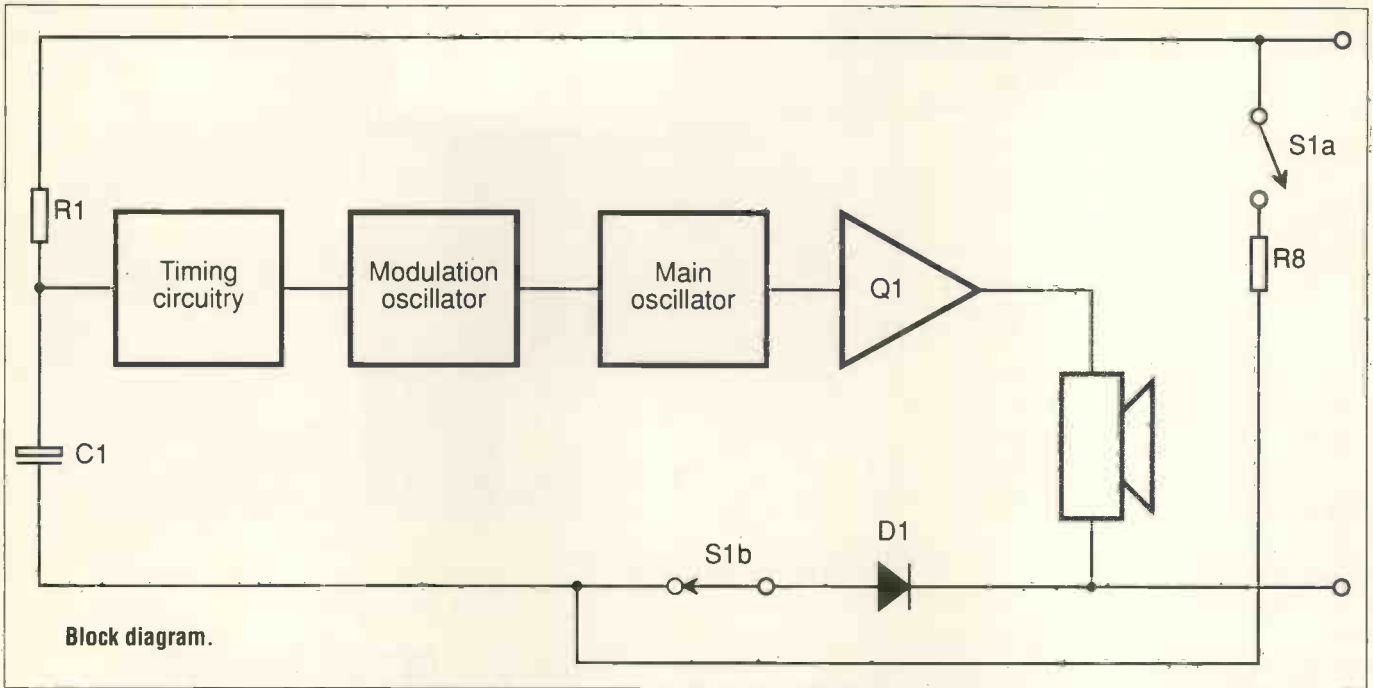 S1a
R1
Timing
circuitry
Modulation
oscillator
Main
oscillator
Q1
R8
C1
S1b
D1
Block diagram.